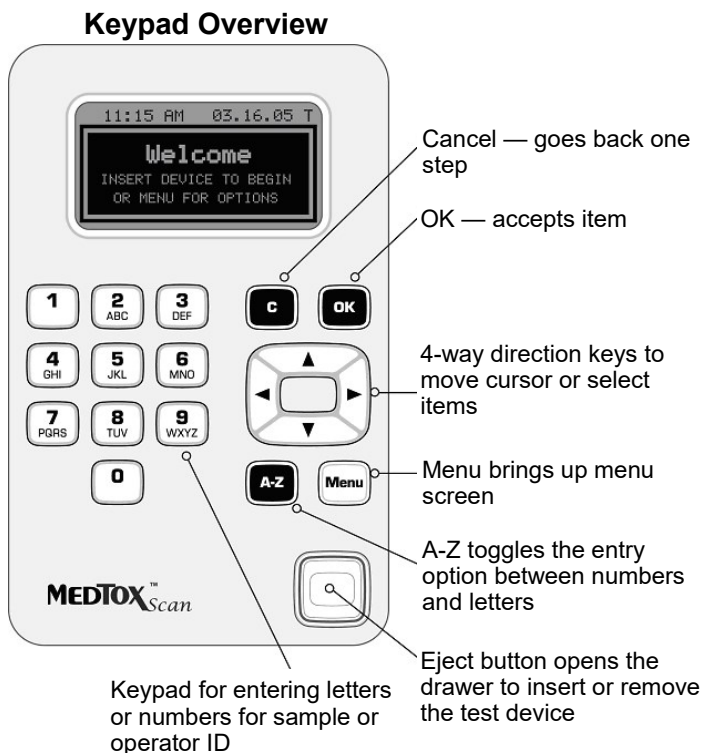 Keypad Overview
11:15 AM 03.16.05 T
Welcome
INSERT DEVICE TO BEGIN
OR MENU FOR OPTIONS
Cancel — goes back one
step
OK — accepts item
1
2
ABC
3
DEF
C
OK
4
GHI
5
JKL
6
MNO
4-way direction keys to
move cursor or select
items
7
PQRS
8
TUV
9
WXYZ
0
A-Z
Menu
Menu brings up menu
screen
A-Z toggles the entry
option between numbers
and letters
MEDTOX™ Scan
Eject button opens the
drawer to insert or remove
the test device
Keypad for entering letters
or numbers for sample or
operator ID